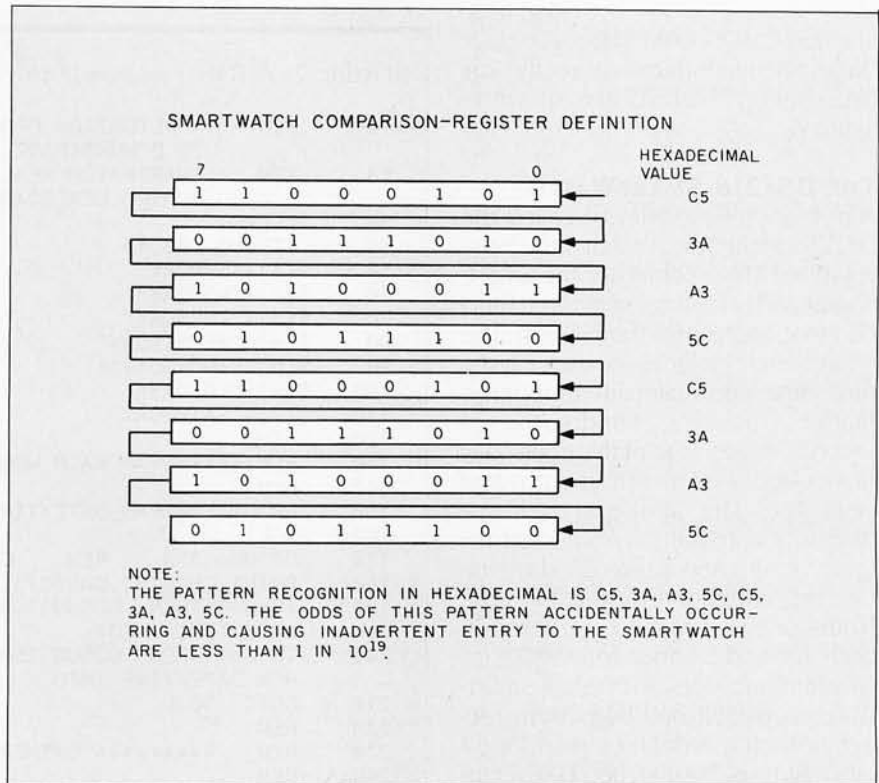 SMARTWATCH COMPARISON-REGISTER DEFINITION
HEXADECIMAL
VALUE
7 0
1 1 0 0 0 1 0 1 C5
0 0 1 1 1 0 1 0 3A
1 0 1 0 0 0 1 1 A3
0 1 0 1 1 1 0 0 5C
1 1 0 0 0 1 0 1 C5
0 0 1 1 1 0 1 0 3A
1 0 1 0 0 0 1 1 A3
0 1 0 1 1 1 0 0 5C
NOTE:
THE PATTERN RECOGNITION IN HEXADECIMAL IS C5, 3A, A3, 5C, C5,
3A, A3, 5C. THE ODDS OF THIS PATTERN ACCIDENTALLY OCCUR-
RING AND CAUSING INADVERTENT ENTRY TO THE SMARTWATCH
ARE LESS THAN 1 IN 10¹⁹.